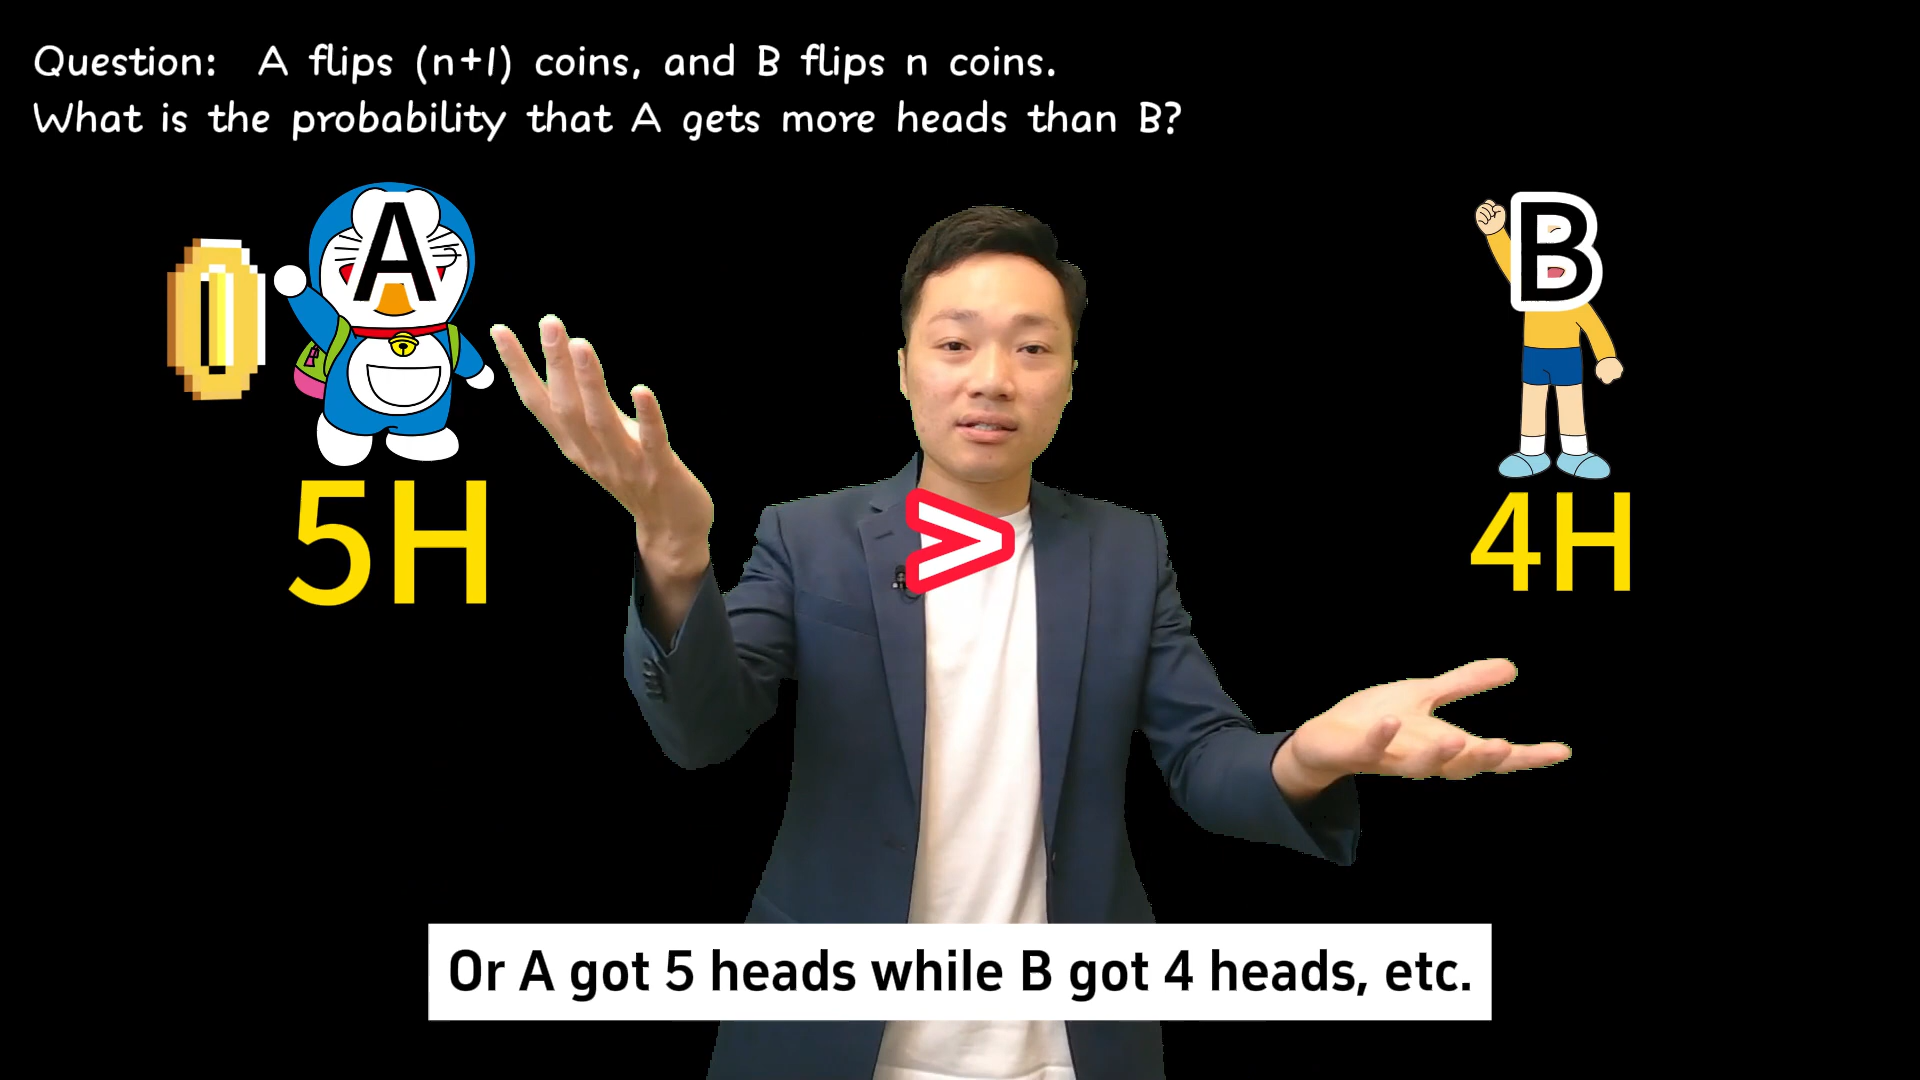 Question: A flips (n+1) coins, and B flips n coins.
What is the probability that A gets more heads than B?
A
B
5H
>
4H
Or A got 5 heads while B got 4 heads, etc.